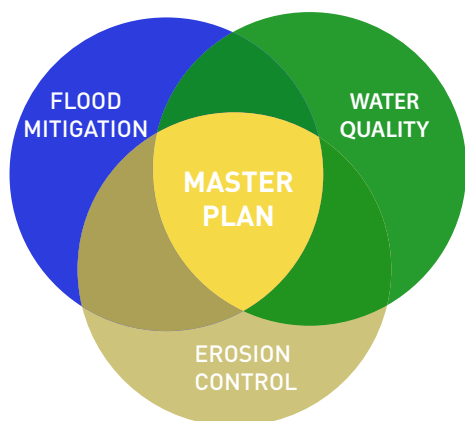 FLOOD
MITIGATION
WATER
QUALITY
MASTER
PLAN
EROSION
CONTROL